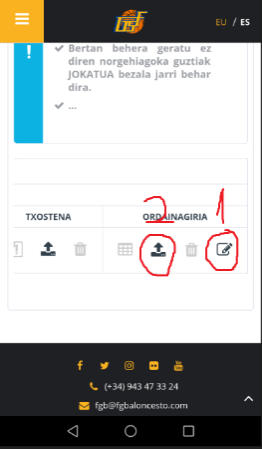 EU / ES
! Bertan behera geratu ez
diren norgehiagoka guztiak
JOKATUA bezala jarri behar
dira.
...
2 1
TXOSTENA ORDAINAGIRIA
(+34) 943 47 33 24
fgb@fgbaloncesto.com